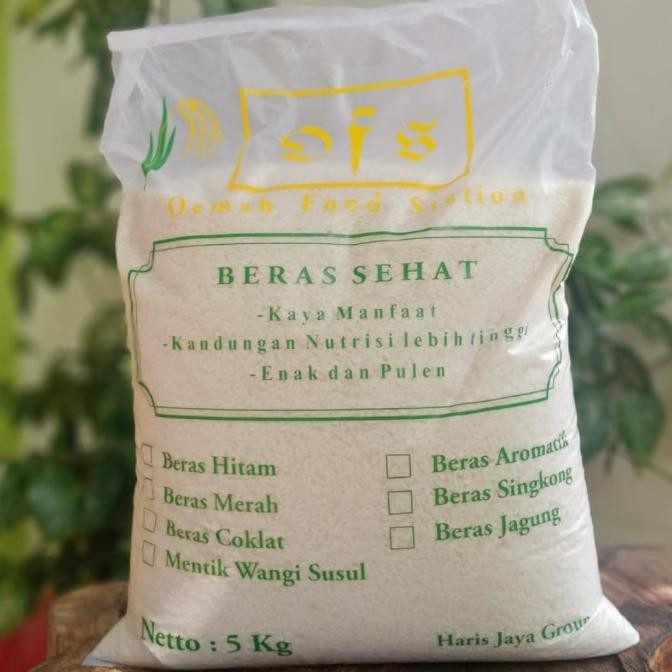 ofs
Oemah Food Station
BERAS SEHAT
-Kaya Manfaat
-Kandungan Nutrisi lebih tinggi
-Enak dan Pulen
Beras Hitam
Beras Merah
Beras Coklat
Mentik Wangi Susul
Beras Aromatik
Beras Singkong
Beras Jagung
Netto : 5 Kg
Haris Jaya Group